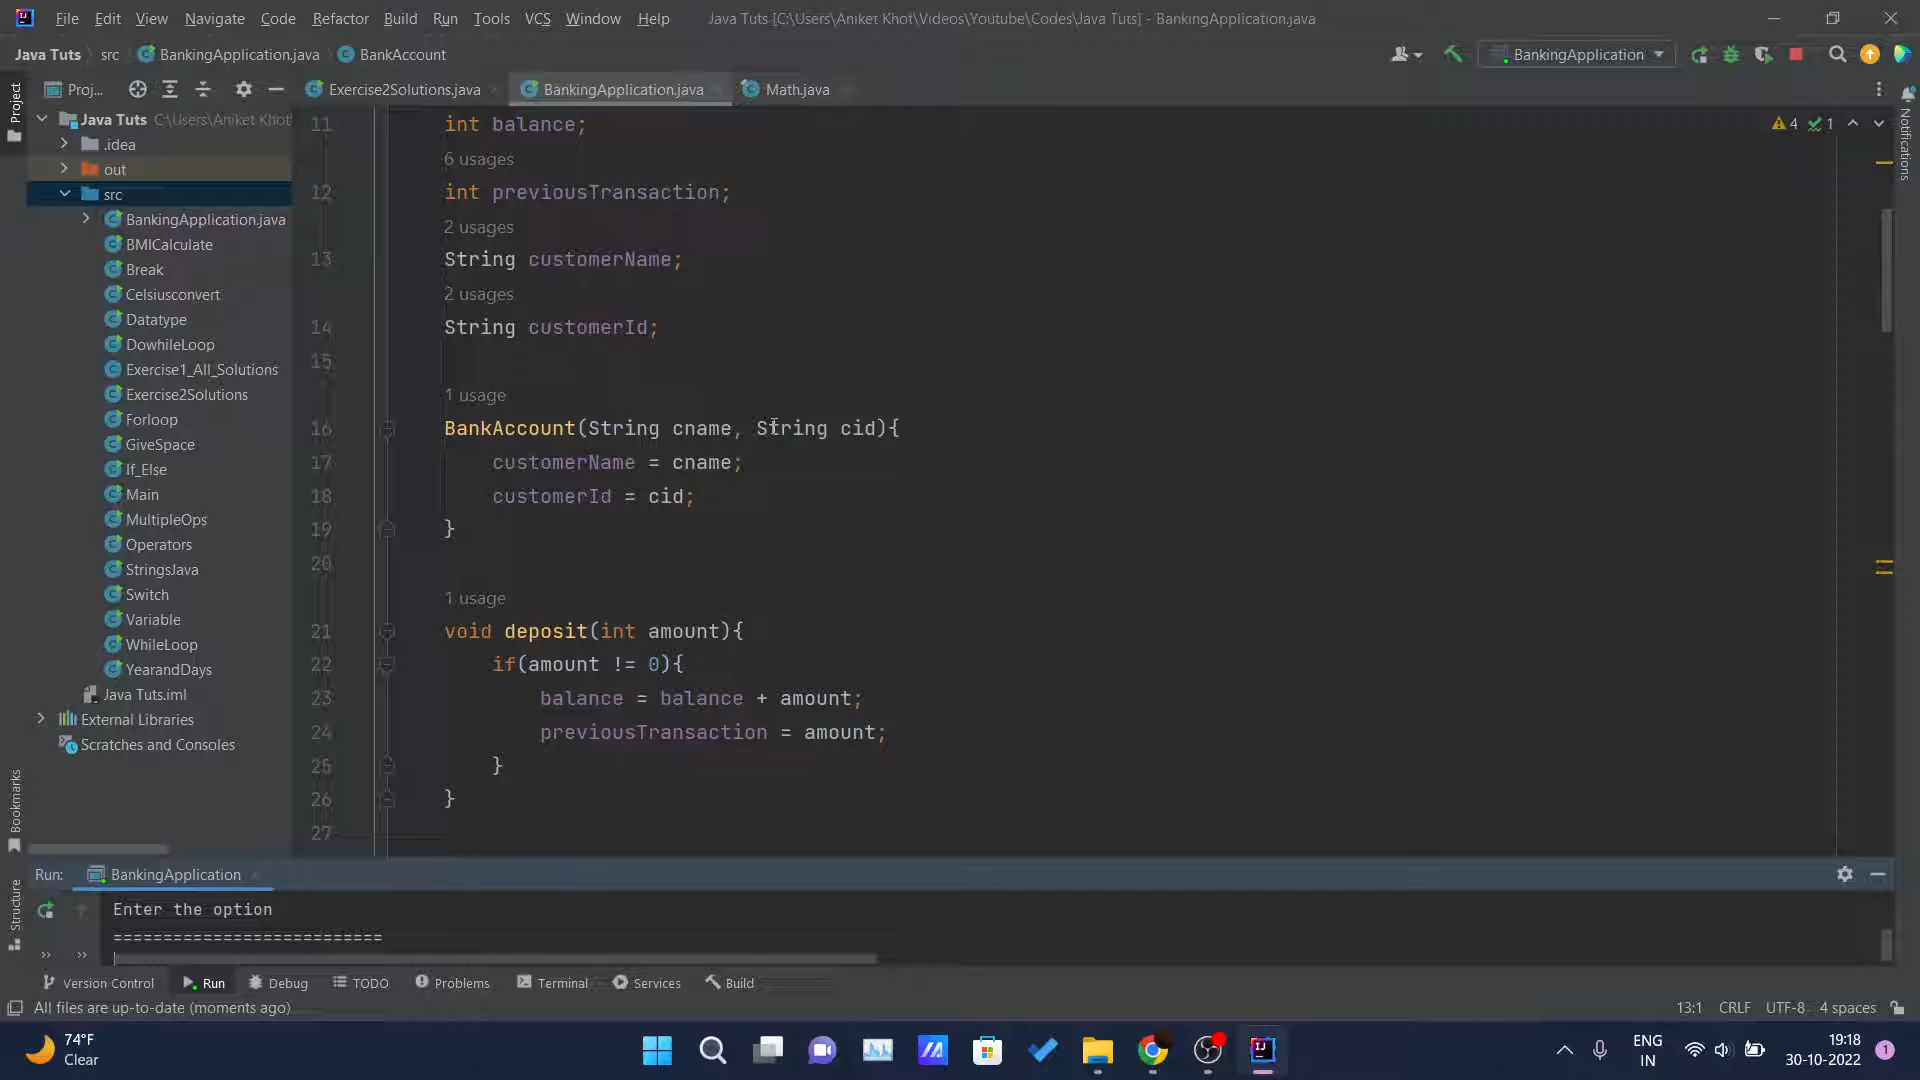 File Edit View Navigate Code Refactor Build Run Tools VCS Window Help Java Tuts [C:\Users\Aniket Khot\Videos\Youtube\Codes\Java Tuts] - BankingApplication.java
Java Tuts src BankingApplication.java BankAccount BankingApplication
Project Proj... Exercise2Solutions.java BankingApplication.java Math.java
Notifications
Java Tuts C:\Users\Aniket Khot\
.idea
out
src
BankingApplication.java
BMICalculate
Break
Celsiusconvert
Datatype
DowhileLoop
Exercise1_All_Solutions
Exercise2Solutions
Forloop
GiveSpace
If_Else
Main
MultipleOps
Operators
StringsJava
Switch
Variable
WhileLoop
YearandDays
Java Tuts.iml
External Libraries
Scratches and Consoles
11 int balance; 4 1
6 usages
12 int previousTransaction;
2 usages
13 String customerName;
2 usages
14 String customerId;
15
1 usage
16 BankAccount(String cname, String cid){
17 customerName = cname;
18 customerId = cid;
19 }
20
1 usage
21 void deposit(int amount){
22 if(amount != 0){
23 balance = balance + amount;
24 previousTransaction = amount;
25 }
26 }
27
Bookmarks
Structure
Run: BankingApplication
Enter the option
===========================
Version Control Run Debug TODO Problems Terminal Services Build
All files are up-to-date (moments ago) 13:1 CRLF UTF-8 4 spaces
74°F
Clear
ENG
IN
19:18
30-10-2022
1